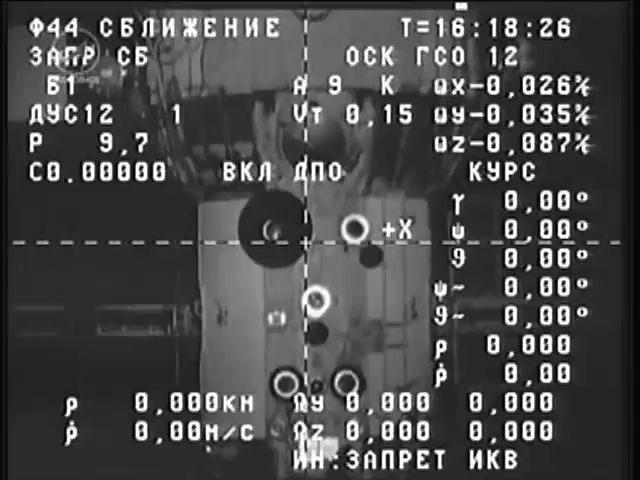 Ф44 СБЛИЖЕНИЕ Т=16:18:26
ЗАПР СБ ОСК ГСО 12
Б1 А 9 К ωX-0,026%
ДУС12 1 Vт 0,15 ωУ-0,035%
Р 9,7 ωZ-0,087%
С0.00000 ВКЛ ДПО КУРС
γ 0,00°
+X ψ 0,00°
ϑ 0,00°
ψ~ 0,00°
ϑ~ 0,00°
ρ 0,000
ρ̇ 0,00
ρ 0,000КМ ΩУ 0,000 0,000
ρ̇ 0,00М/С ΩZ 0,000 0,000
ИН:ЗАПРЕТ ИКВ